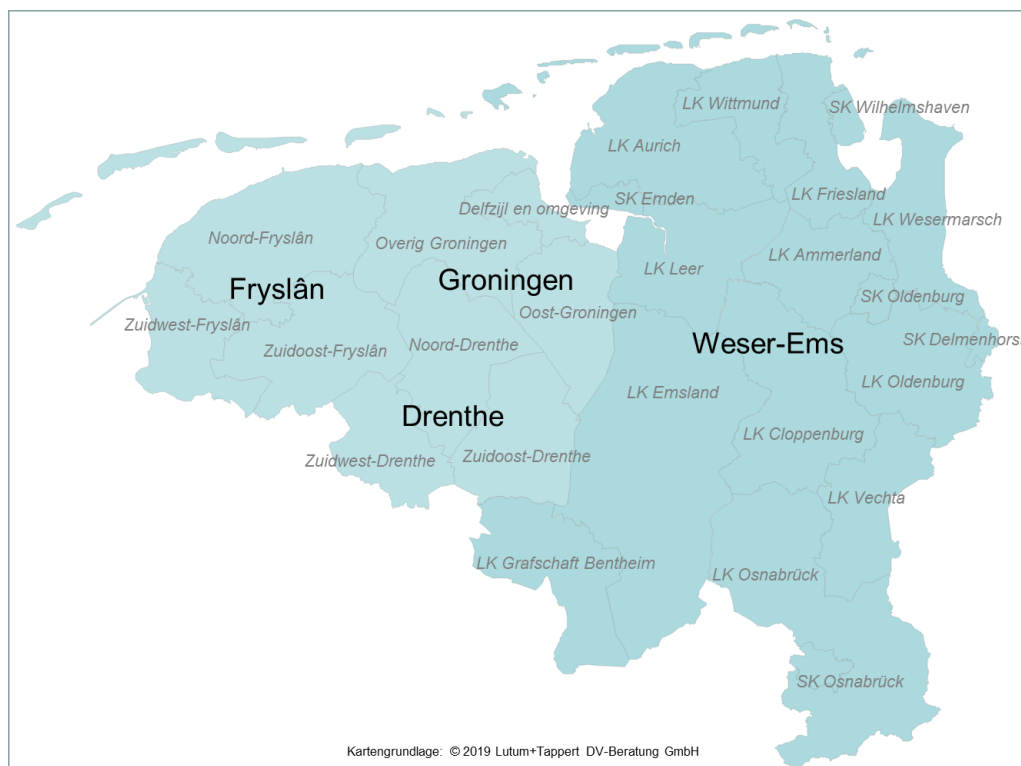 LK Wittmund
SK Wilhelmshaven
LK Aurich
SK Emden
LK Friesland
Delfzijl en omgeving
LK Wesermarsch
Noord-Fryslân
Overig Groningen
LK Ammerland
LK Leer
Groningen
Fryslân
SK Oldenburg
Oost-Groningen
Zuidwest-Fryslân
SK Delmenhorst
Weser-Ems
Noord-Drenthe
Zuidoost-Fryslân
LK Oldenburg
LK Emsland
Drenthe
LK Cloppenburg
Zuidoost-Drenthe
Zuidwest-Drenthe
LK Vechta
LK Grafschaft Bentheim
LK Osnabrück
SK Osnabrück
Kartengrundlage: © 2019 Lutum+Tappert DV-Beratung GmbH